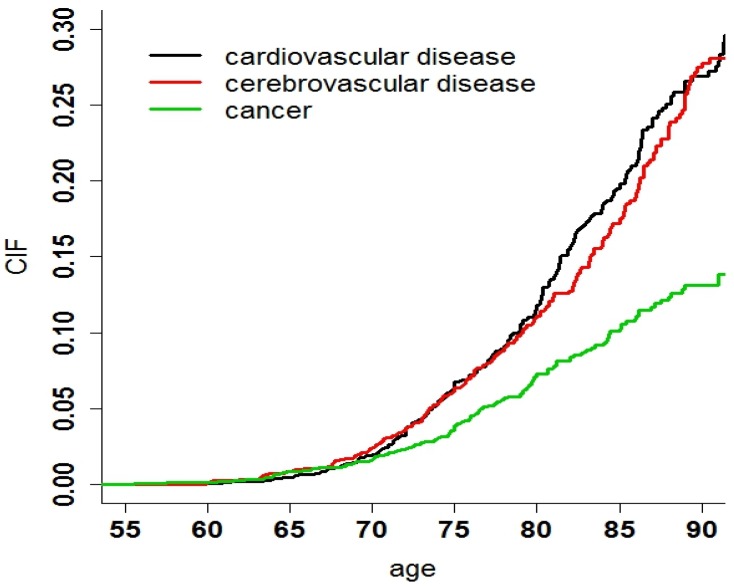 cardiovascular disease
cerebrovascular disease
cancer
CIF
0.30
0.25
0.20
0.15
0.10
0.05
0.00
55 60 65 70 75 80 85 90
age